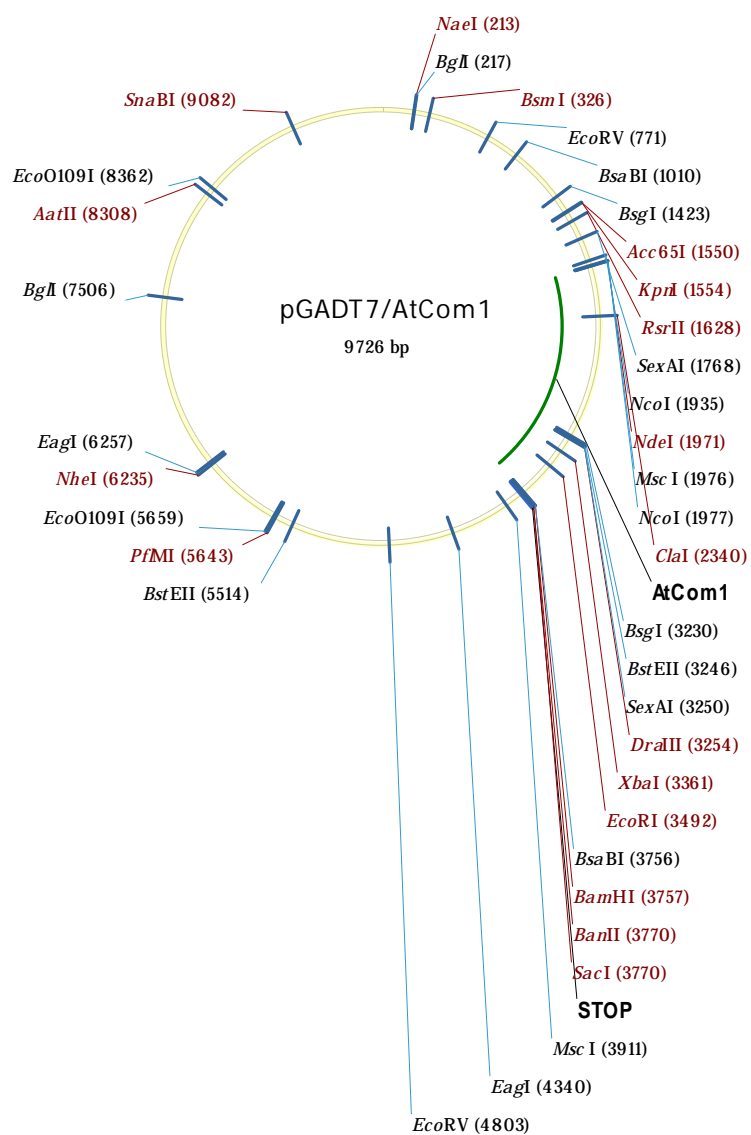 NaeI (213)
BglI (217)
BsmI (326)
SnaBI (9082)
EcoRV (771)
BsaBI (1010)
EcoO109I (8362)
BsgI (1423)
AatII (8308)
Acc65I (1550)
BglI (7506)
KpnI (1554)
pGADT7/AtCom1
RsrII (1628)
9726 bp
SexAI (1768)
NcoI (1935)
EagI (6257)
NdeI (1971)
NheI (6235)
MscI (1976)
NcoI (1977)
EcoO109I (5659)
PflMI (5643)
ClaI (2340)
BstEII (5514)
AtCom1
BsgI (3230)
BstEII (3246)
SexAI (3250)
DraIII (3254)
XbaI (3361)
EcoRI (3492)
BsaBI (3756)
BamHI (3757)
BanII (3770)
SacI (3770)
STOP
MscI (3911)
EagI (4340)
EcoRV (4803)